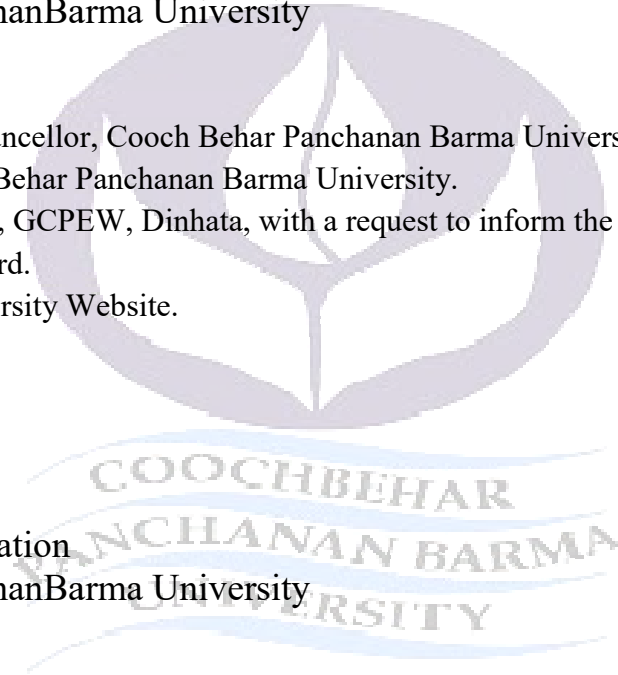 nanBarma University
ancellor, Cooch Behar Panchanan Barma Univers
Behar Panchanan Barma University.
, GCPEW, Dinhata, with a request to inform the
rd.
rsity Website.
COOCHBEHAR
ation
PANCHANAN BARMA
nanBarma University
UNIVERSITY